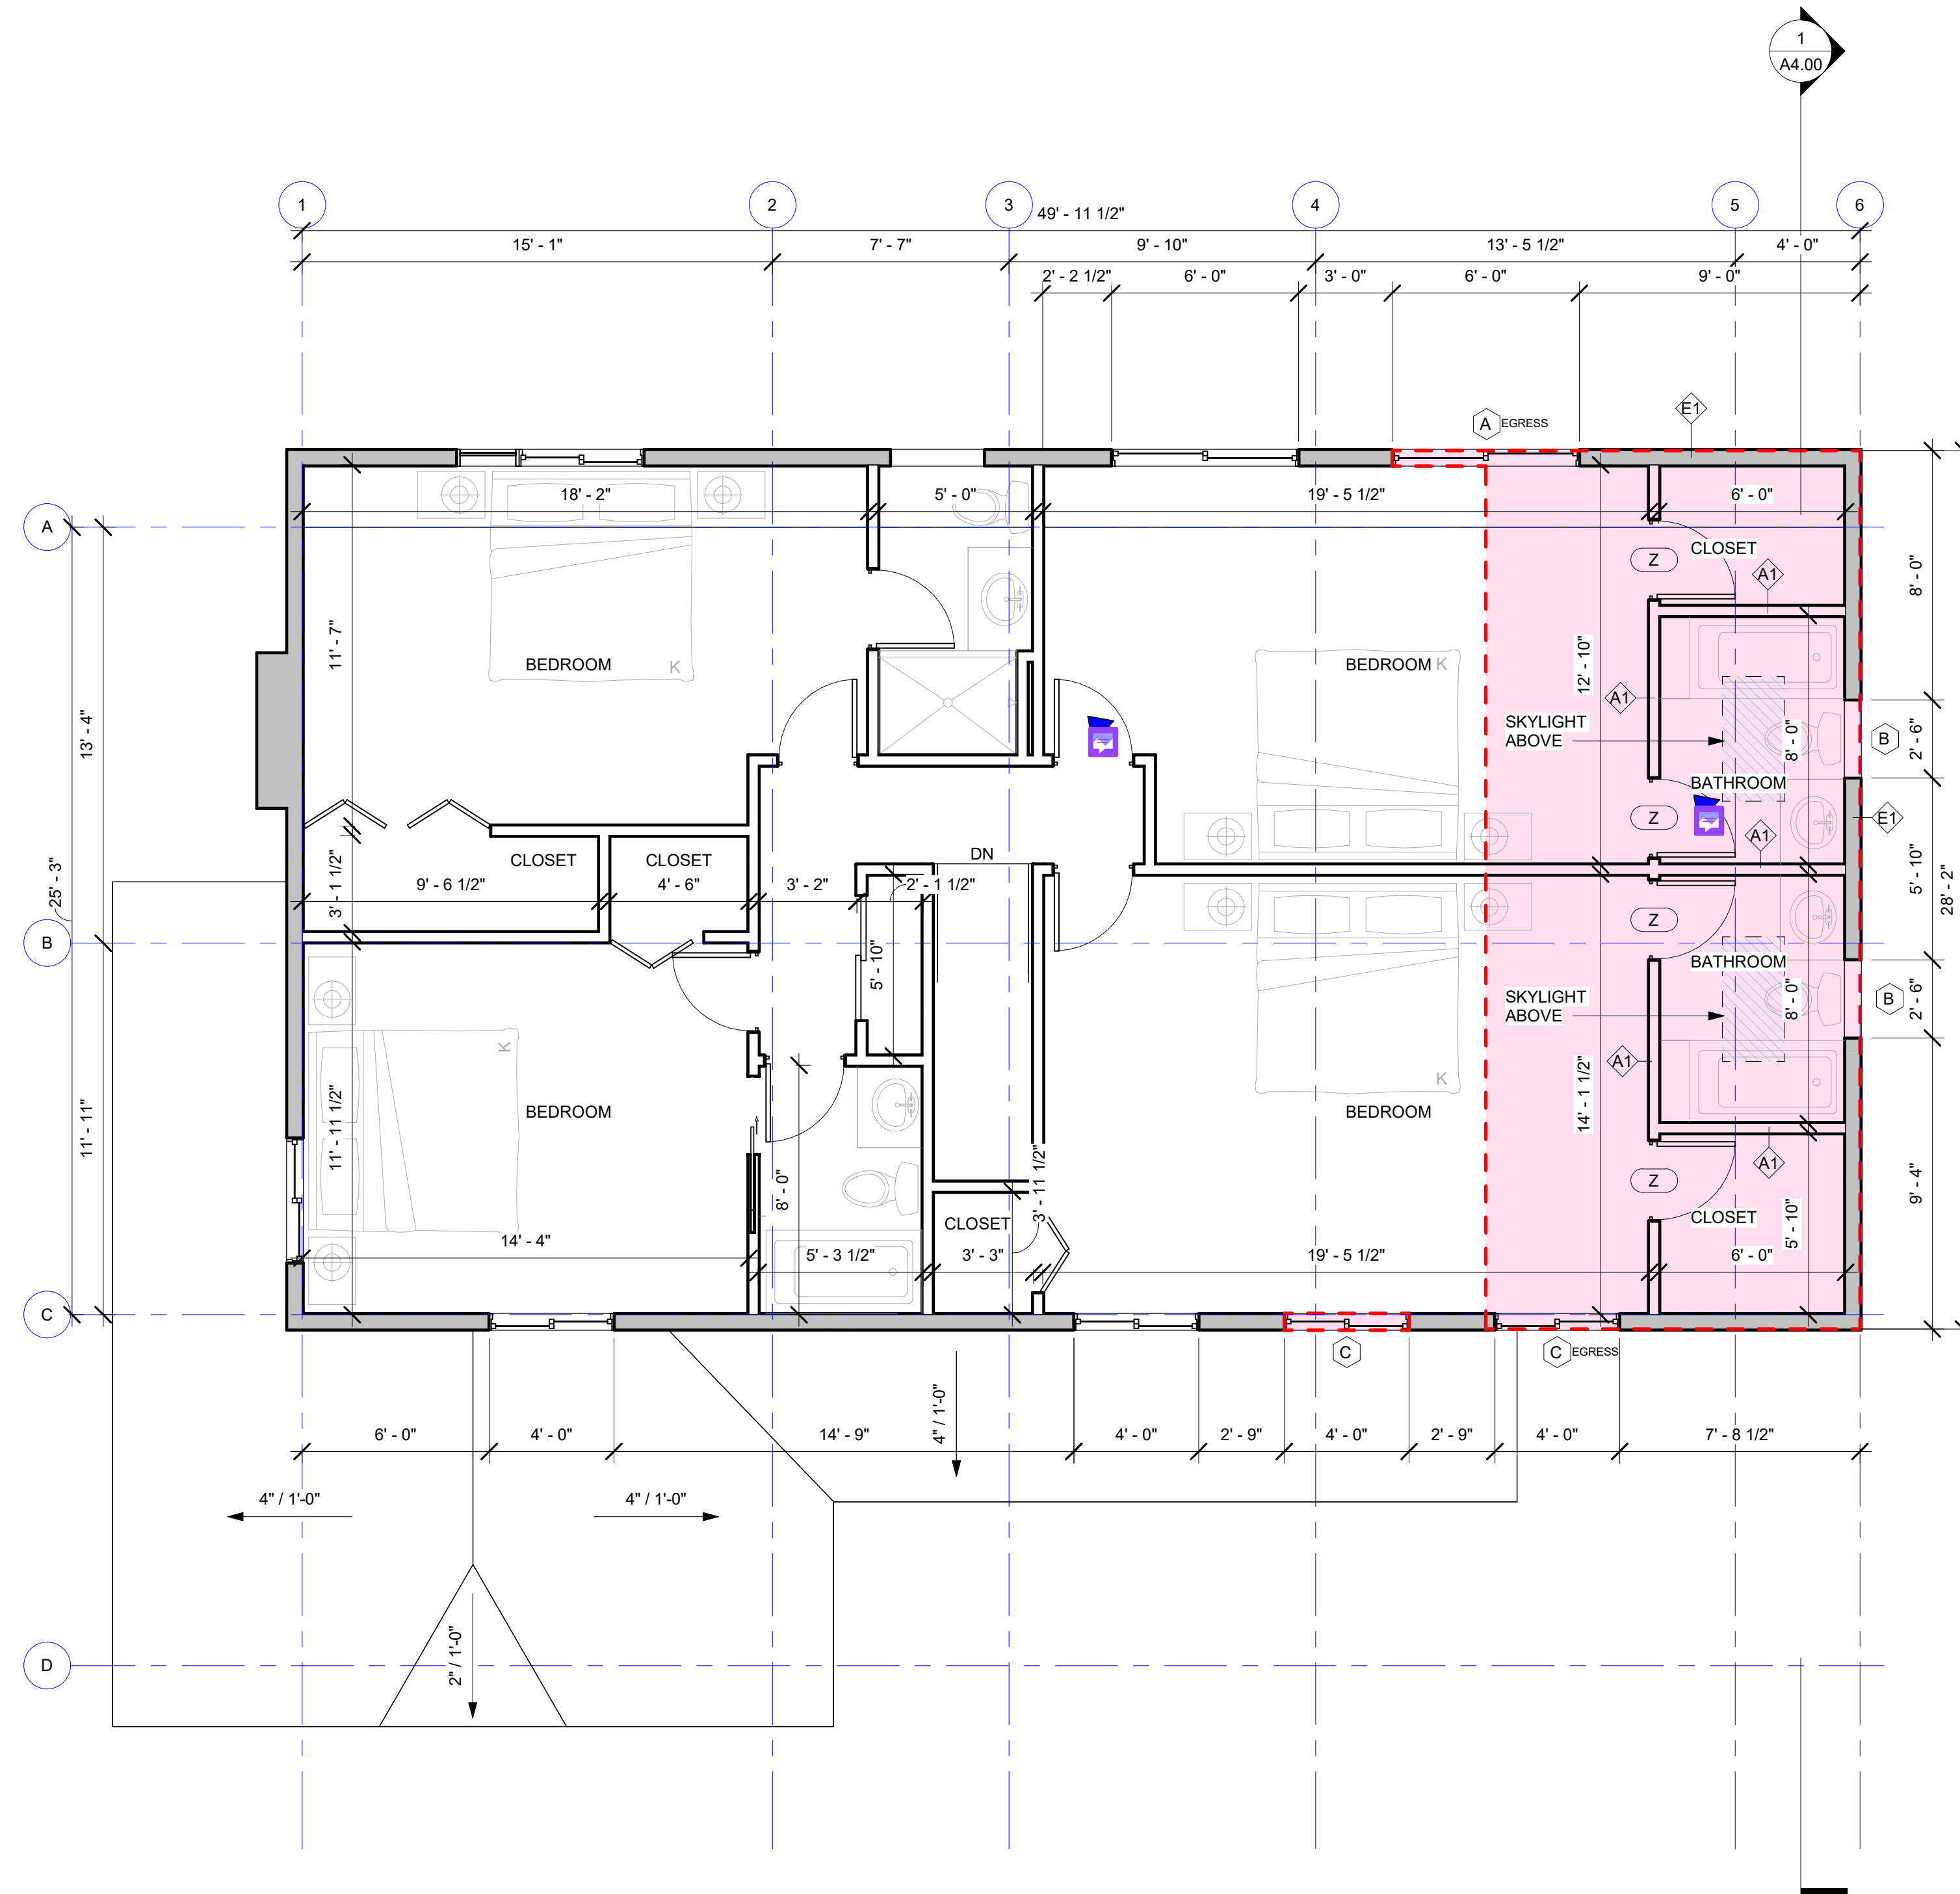 1
A4.00
1
2
3
4
5
6
49' - 11 1/2"
15' - 1"
7' - 7"
9' - 10"
13' - 5 1/2"
4' - 0"
2' - 2 1/2"
6' - 0"
3' - 0"
6' - 0"
9' - 0"
E1
A EGRESS
18' - 2"
5' - 0"
19' - 5 1/2"
6' - 0"
A
CLOSET
Z
A1
8' - 0"
11' - 7"
BEDROOM
K
BEDROOM
K
12' - 10"
A1
SKYLIGHT
ABOVE
8' - 0"
B
2' - 6"
13' - 4"
BATHROOM
Z
A1
E1
CLOSET
CLOSET
DN
25' - 3"
3' - 1 1/2"
9' - 6 1/2"
4' - 6"
3' - 2"
2' - 1 1/2"
5' - 10"
28' - 2"
Z
B
5' - 10"
BATHROOM
SKYLIGHT
ABOVE
8' - 0"
B
2' - 6"
K
A1
K
11' - 11"
11' - 11 1/2"
BEDROOM
BEDROOM
14' - 1 1/2"
A1
8' - 0"
3' - 11 1/2"
Z
9' - 4"
CLOSET
CLOSET
5' - 10"
14' - 4"
5' - 3 1/2"
3' - 3"
19' - 5 1/2"
6' - 0"
C
C
C EGRESS
4" / 1'-0"
6' - 0"
4' - 0"
14' - 9"
4' - 0"
2' - 9"
4' - 0"
2' - 9"
4' - 0"
7' - 8 1/2"
4" / 1'-0"
4" / 1'-0"
2" / 1'-0"
D